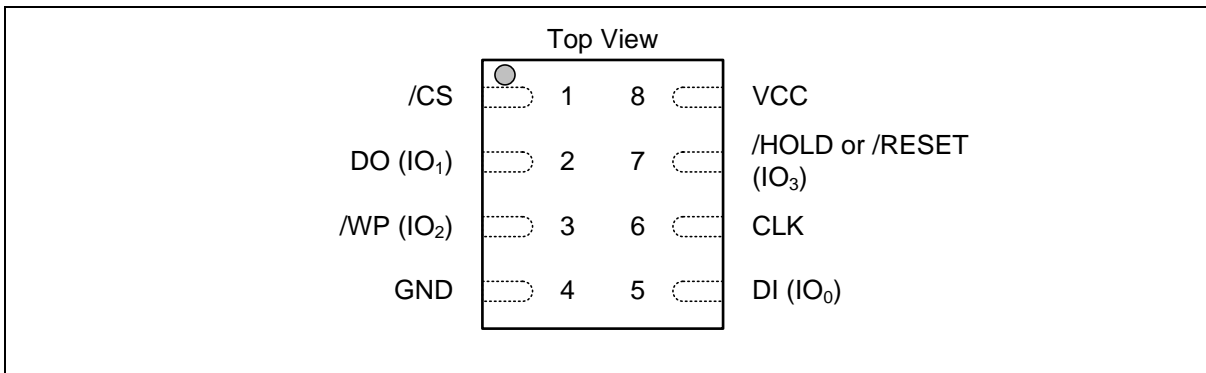 Top View
/CS 1 8 VCC
DO (IO₁) 2 7 /HOLD or /RESET
(IO₃)
/WP (IO₂) 3 6 CLK
GND 4 5 DI (IO₀)